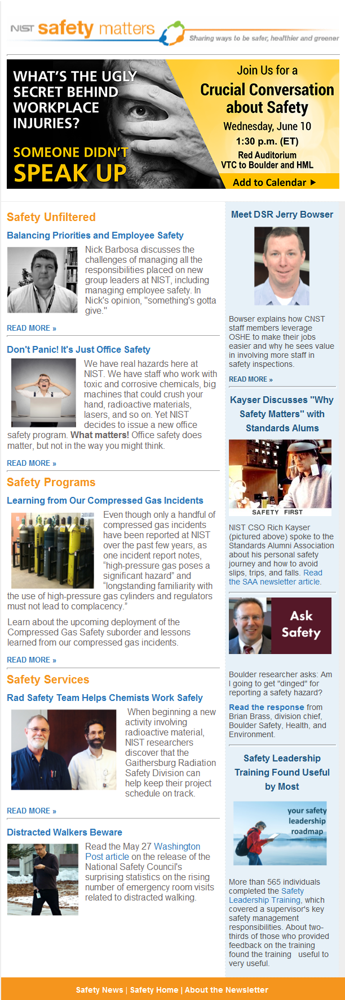 NIST safety matters
Sharing ways to be safer, healthier and greener
WHAT'S THE UGLY
SECRET BEHIND
WORKPLACE
INJURIES?
SOMEONE DIDN'T
SPEAK UP
Join Us for a
Crucial Conversation
about Safety
Wednesday, June 10
1:30 p.m. (ET)
Red Auditorium
VTC to Boulder and HML
Add to Calendar ►
Safety Unfiltered
Balancing Priorities and Employee Safety
Nick Barbosa discusses the
challenges of managing all the
responsibilities placed on new
group leaders at NIST, including
managing employee safety. In
Nick's opinion, "something's gotta
give."
READ MORE »
Don't Panic! It's Just Office Safety
We have real hazards here at
NIST. We have staff who work with
toxic and corrosive chemicals, big
machines that could crush your
hand, radioactive materials,
lasers, and so on. Yet NIST
decides to issue a new office
safety program. What matters! Office safety does
matter, but not in the way you might think.
READ MORE »
Safety Programs
Learning from Our Compressed Gas Incidents
Even though only a handful of
compressed gas incidents
have been reported at NIST
over the past few years, as
one incident report notes,
“high-pressure gas poses a
significant hazard” and
“longstanding familiarity with
the use of high-pressure gas cylinders and regulators
must not lead to complacency.”
Learn about the upcoming deployment of the
Compressed Gas Safety suborder and lessons
learned from our compressed gas incidents.
READ MORE »
Safety Services
Rad Safety Team Helps Chemists Work Safely
When beginning a new
activity involving
radioactive material,
NIST researchers
discover that the
Gaithersburg Radiation
Safety Division can
help keep their project
schedule on track.
READ MORE »
Distracted Walkers Beware
Read the May 27 Washington
Post article on the release of the
National Safety Council's
surprising statistics on the rising
number of emergency room visits
related to distracted walking.
Meet DSR Jerry Bowser
Bowser explains how CNST
staff members leverage
OSHE to make their jobs
easier and why he sees value
in involving more staff in
safety inspections.
READ MORE »
Kayser Discusses "Why
Safety Matters" with
Standards Alums
SAFETY FIRST
NIST CSO Rich Kayser
(pictured above) spoke to the
Standards Alumni Association
about his personal safety
journey and how to avoid
slips, trips, and falls. Read
the SAA newsletter article.
Ask
Safety
Boulder researcher asks: Am
I going to get "dinged" for
reporting a safety hazard?
Read the response from
Brian Brass, division chief,
Boulder Safety, Health, and
Environment.
Safety Leadership
Training Found Useful
by Most
your safety
leadership
roadmap
More than 565 individuals
completed the Safety
Leadership Training, which
covered a supervisor's key
safety management
responsibilities. About two-
thirds of those who provided
feedback on the training
found the training useful to
very useful.
Safety News | Safety Home | About the Newsletter